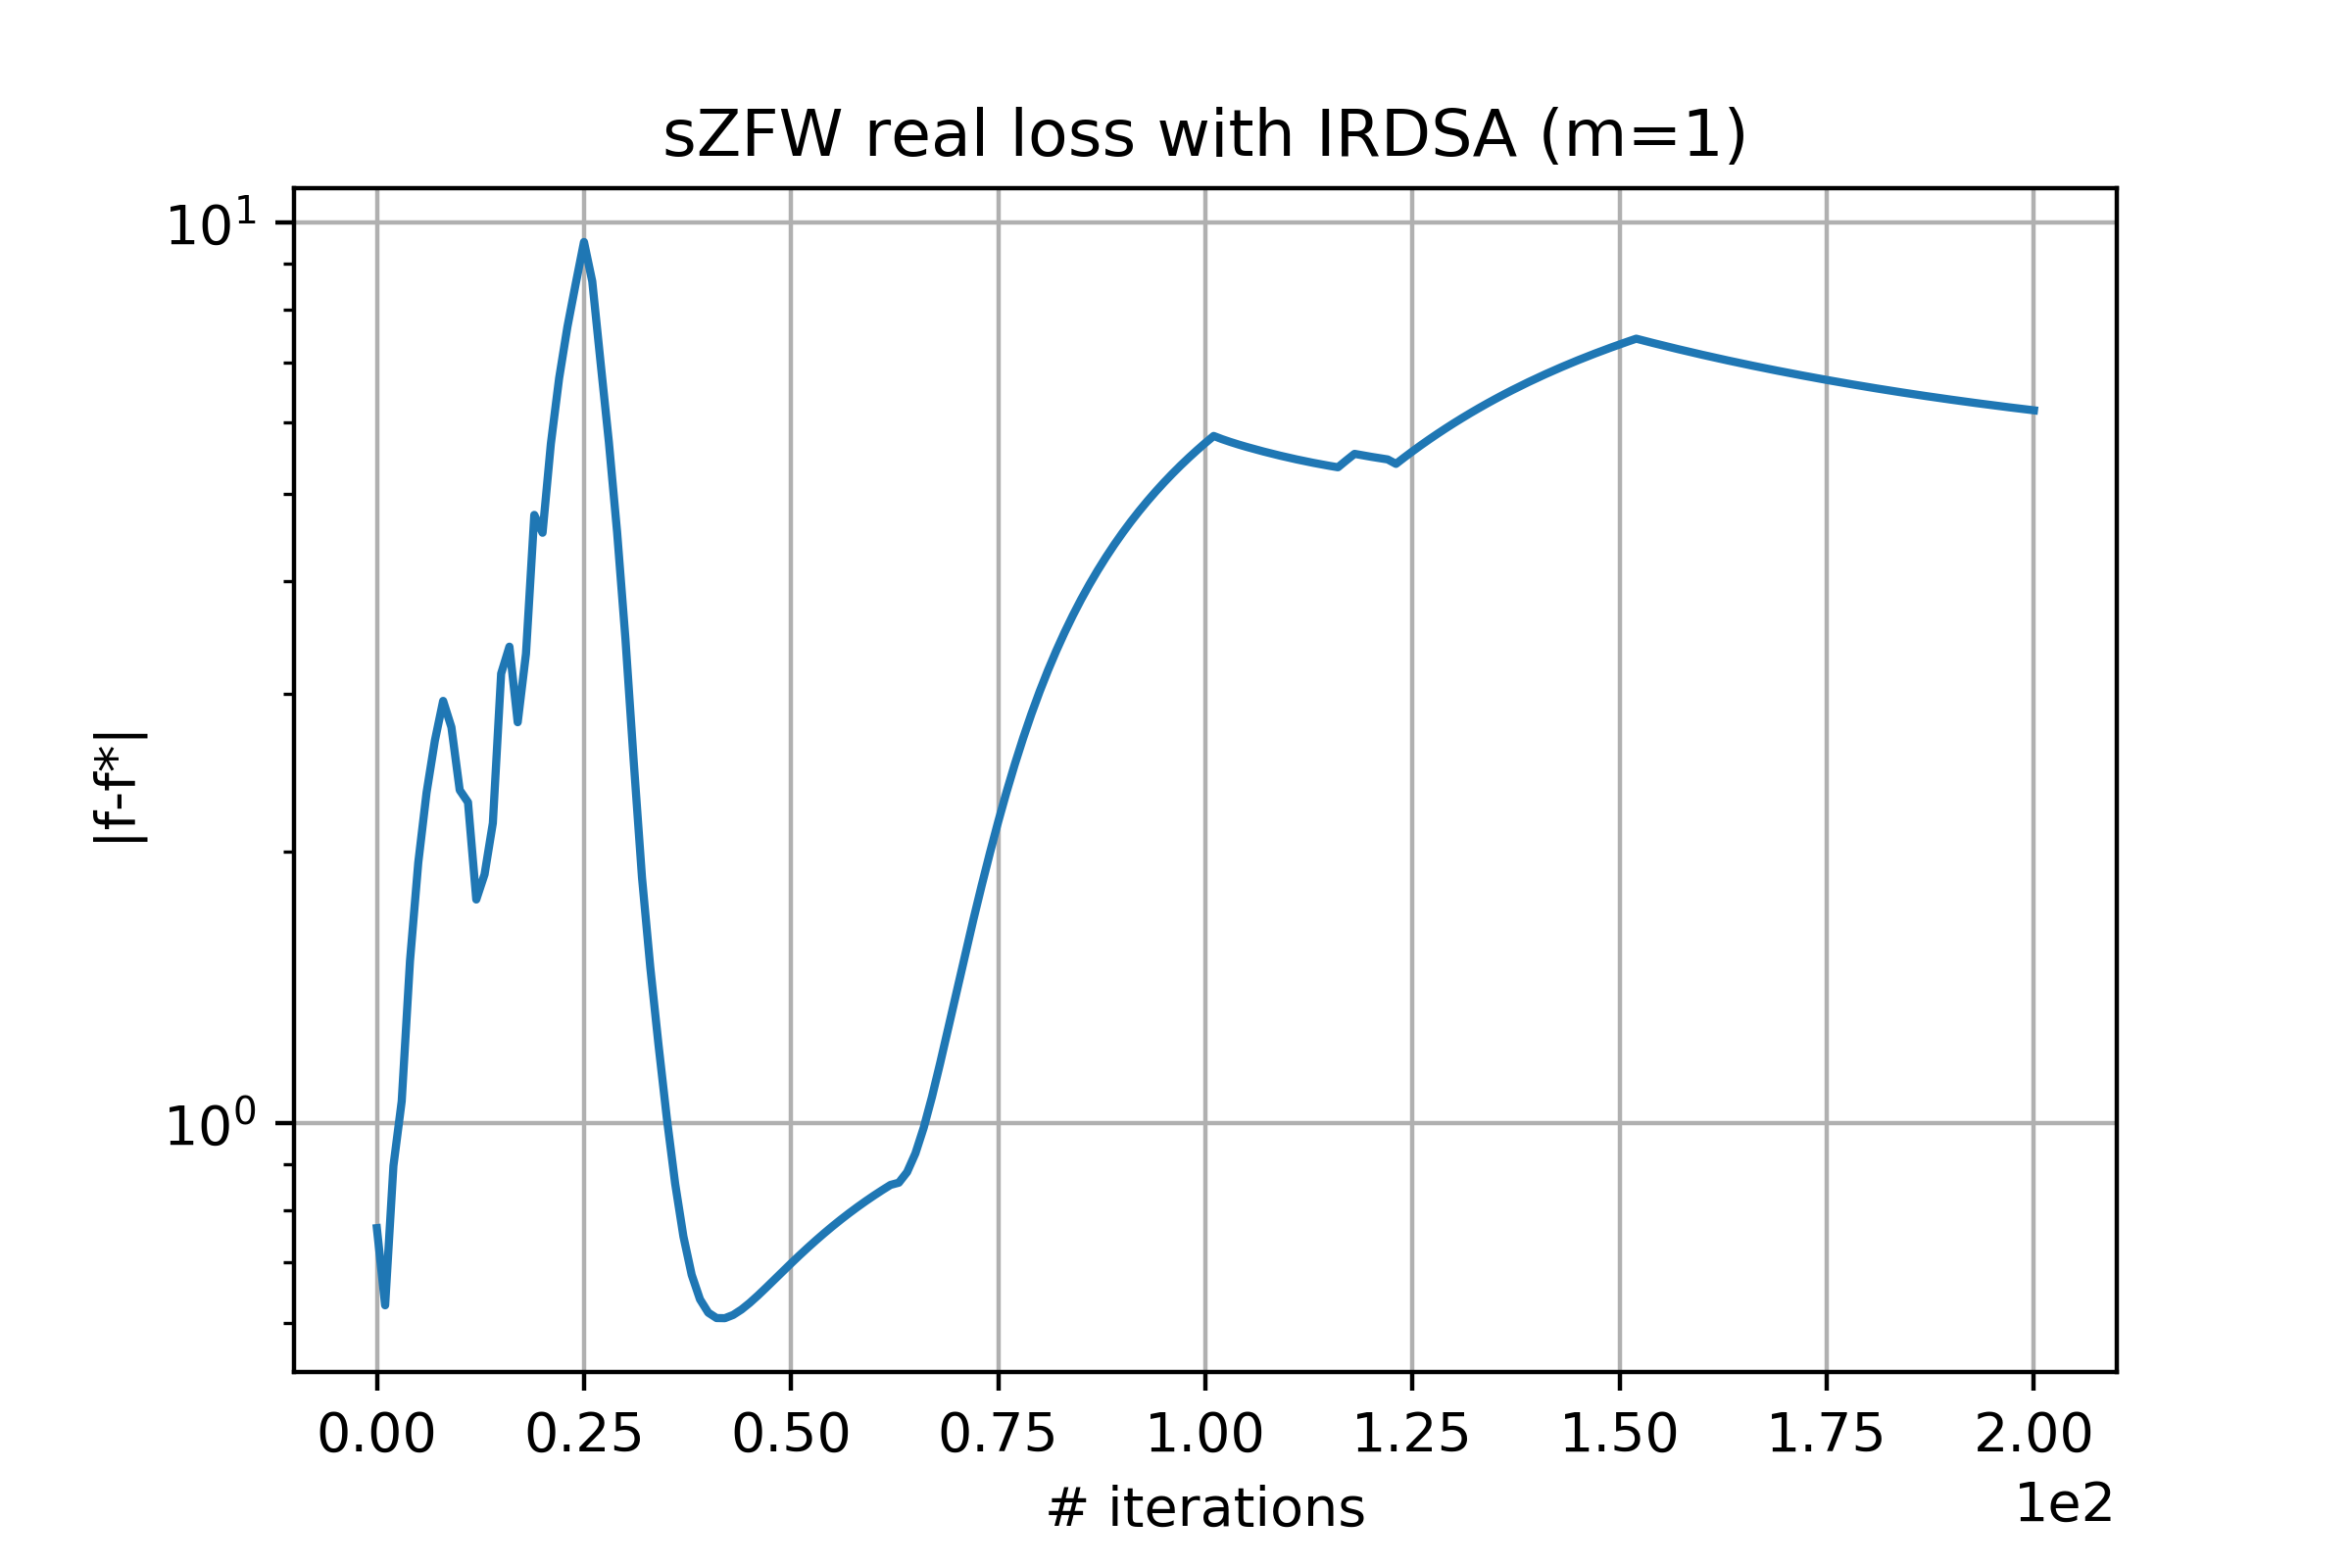 sZFW real loss with IRDSA (m=1)
10¹
10⁰
|f-f*|
0.00 0.25 0.50 0.75 1.00 1.25 1.50 1.75 2.00
1e2
# iterations